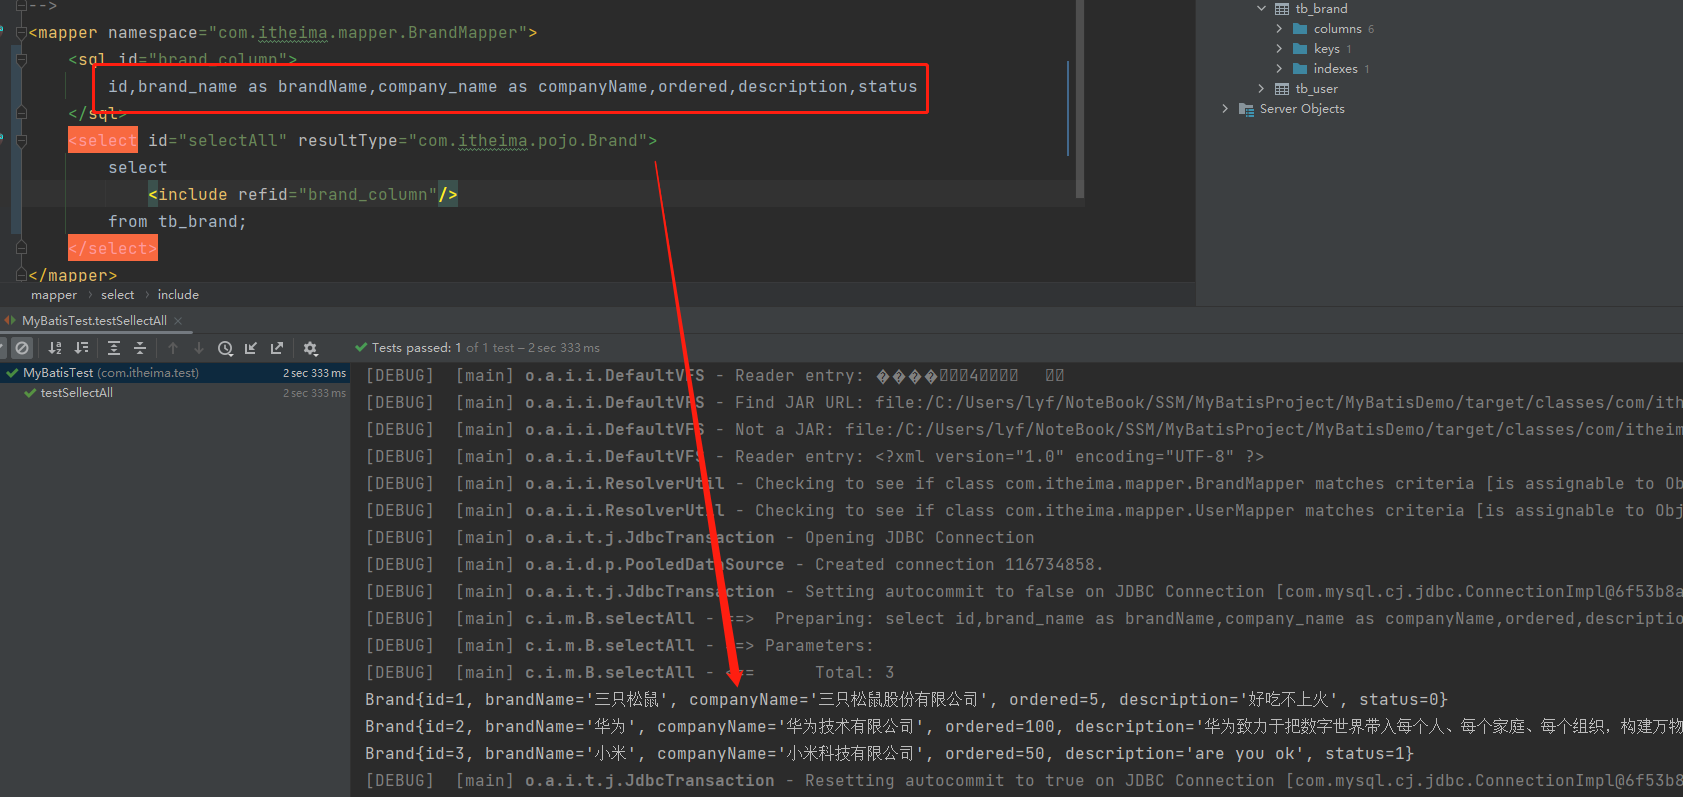 -->
<mapper namespace="com.itheima.mapper.BrandMapper">
<sql id="brand_column">
id,brand_name as brandName,company_name as companyName,ordered,description,status
</sql>
<select id="selectAll" resultType="com.itheima.pojo.Brand">
select
<include refid="brand_column"/>
from tb_brand;
</select>
</mapper>
mapper › select › include
tb_brand
columns 6
keys 1
indexes 1
tb_user
Server Objects
MyBatisTest.testSellectAll ×
Tests passed: 1 of 1 test – 2 sec 333 ms
MyBatisTest (com.itheima.test) 2 sec 333 ms
testSellectAll 2 sec 333 ms
[DEBUG] [main] o.a.i.i.DefaultVFS - Reader entry: ����4
[DEBUG] [main] o.a.i.i.DefaultVFS - Find JAR URL: file:/C:/Users/lyf/NoteBook/SSM/MyBatisProject/MyBatisDemo/target/classes/com/ith
[DEBUG] [main] o.a.i.i.DefaultVFS - Not a JAR: file:/C:/Users/lyf/NoteBook/SSM/MyBatisProject/MyBatisDemo/target/classes/com/itheim
[DEBUG] [main] o.a.i.i.DefaultVFS - Reader entry: <?xml version="1.0" encoding="UTF-8" ?>
[DEBUG] [main] o.a.i.i.ResolverUtil - Checking to see if class com.itheima.mapper.BrandMapper matches criteria [is assignable to Ob
[DEBUG] [main] o.a.i.i.ResolverUtil - Checking to see if class com.itheima.mapper.UserMapper matches criteria [is assignable to Obj
[DEBUG] [main] o.a.i.t.j.JdbcTransaction - Opening JDBC Connection
[DEBUG] [main] o.a.i.d.p.PooledDataSource - Created connection 116734858.
[DEBUG] [main] o.a.i.t.j.JdbcTransaction - Setting autocommit to false on JDBC Connection [com.mysql.cj.jdbc.ConnectionImpl@6f53b8a
[DEBUG] [main] c.i.m.B.selectAll - ==> Preparing: select id,brand_name as brandName,company_name as companyName,ordered,descriptio
[DEBUG] [main] c.i.m.B.selectAll - ==> Parameters:
[DEBUG] [main] c.i.m.B.selectAll - <== Total: 3
Brand{id=1, brandName='三只松鼠', companyName='三只松鼠股份有限公司', ordered=5, description='好吃不上火', status=0}
Brand{id=2, brandName='华为', companyName='华为技术有限公司', ordered=100, description='华为致力于把数字世界带入每个人、每个家庭、每个组织，构建万物
Brand{id=3, brandName='小米', companyName='小米科技有限公司', ordered=50, description='are you ok', status=1}
[DEBUG] [main] o.a.i.t.j.JdbcTransaction - Resetting autocommit to true on JDBC Connection [com.mysql.cj.jdbc.ConnectionImpl@6f53b8